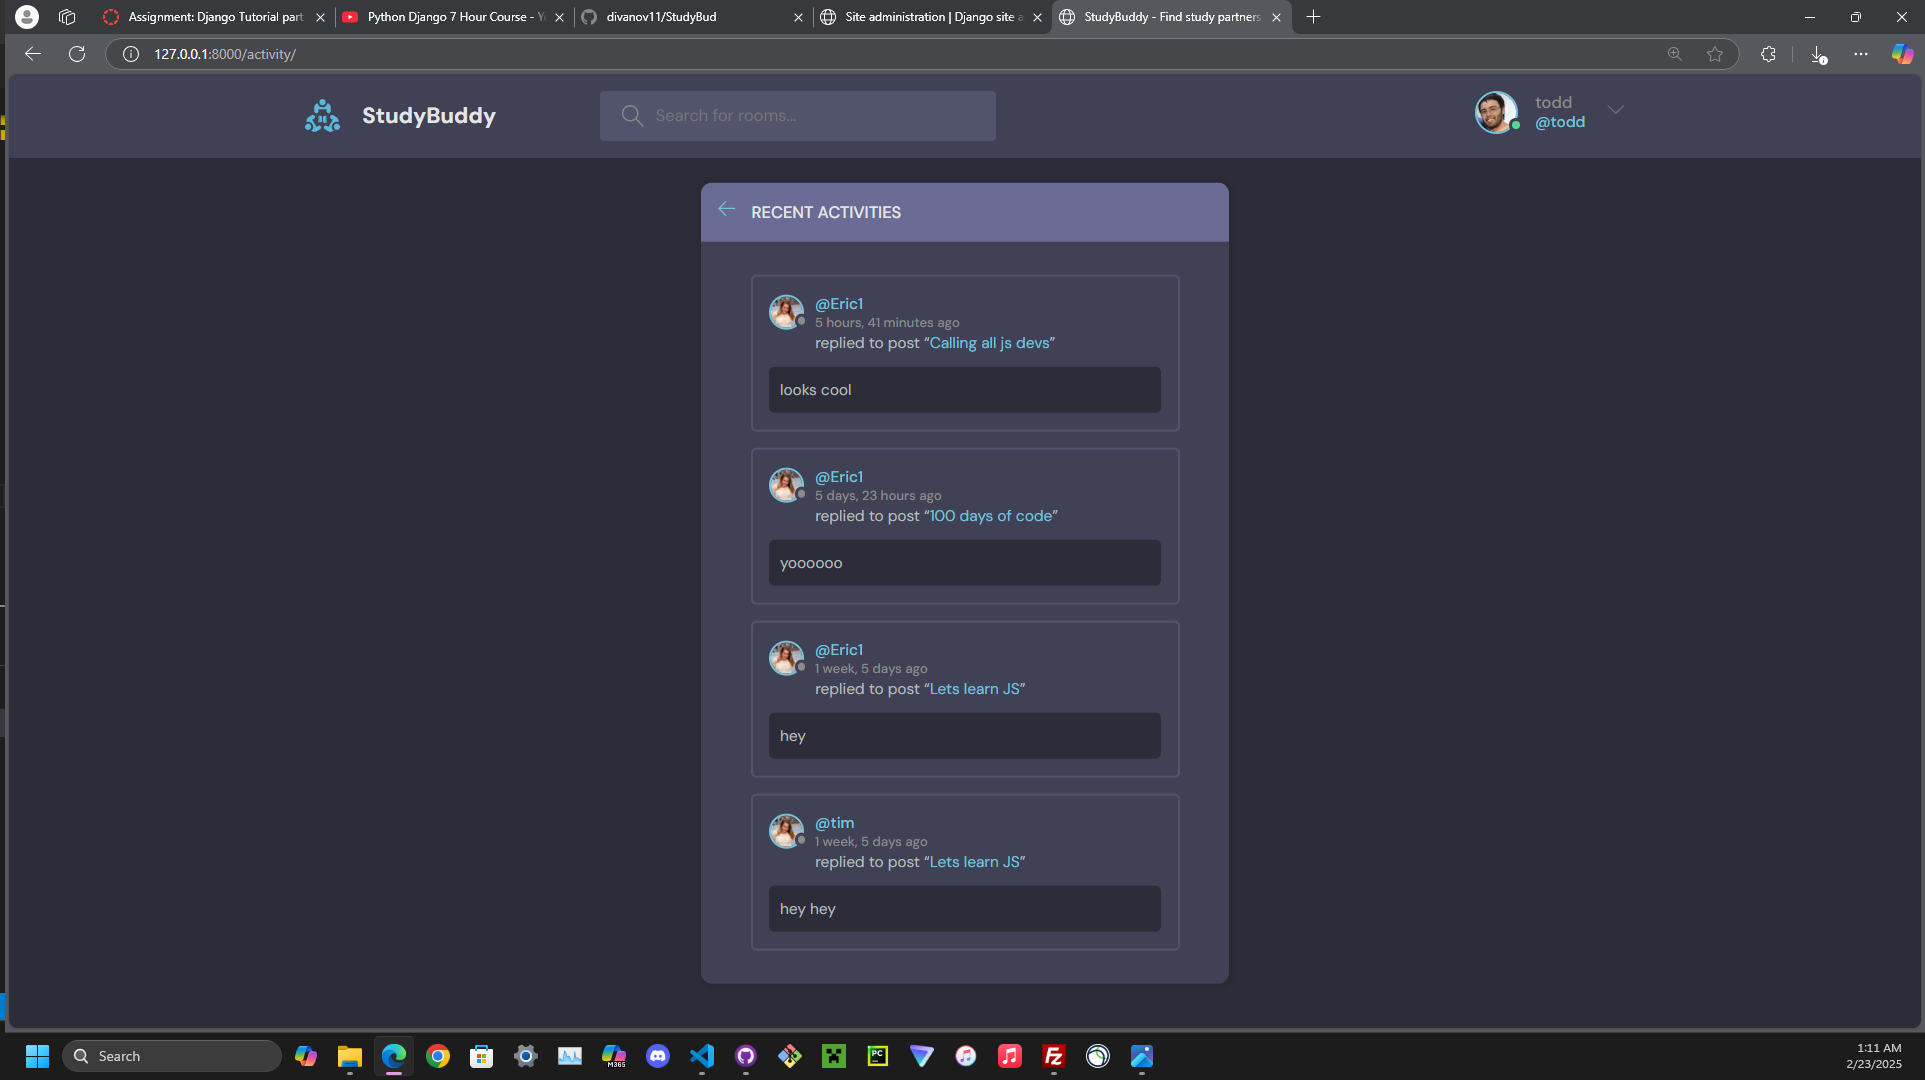 Assignment: Django Tutorial part
Python Django 7 Hour Course - Y
divanov11/StudyBud
Site administration | Django site a
StudyBuddy - Find study partners
127.0.0.1:8000/activity/
StudyBuddy
Search for rooms...
todd
@todd
RECENT ACTIVITIES
@Eric1
5 hours, 41 minutes ago
replied to post “Calling all js devs”
looks cool
@Eric1
5 days, 23 hours ago
replied to post “100 days of code”
yoooooo
@Eric1
1 week, 5 days ago
replied to post “Lets learn JS”
hey
@tim
1 week, 5 days ago
replied to post “Lets learn JS”
hey hey
Search
M365
PC
FZ
1:11 AM
2/23/2025